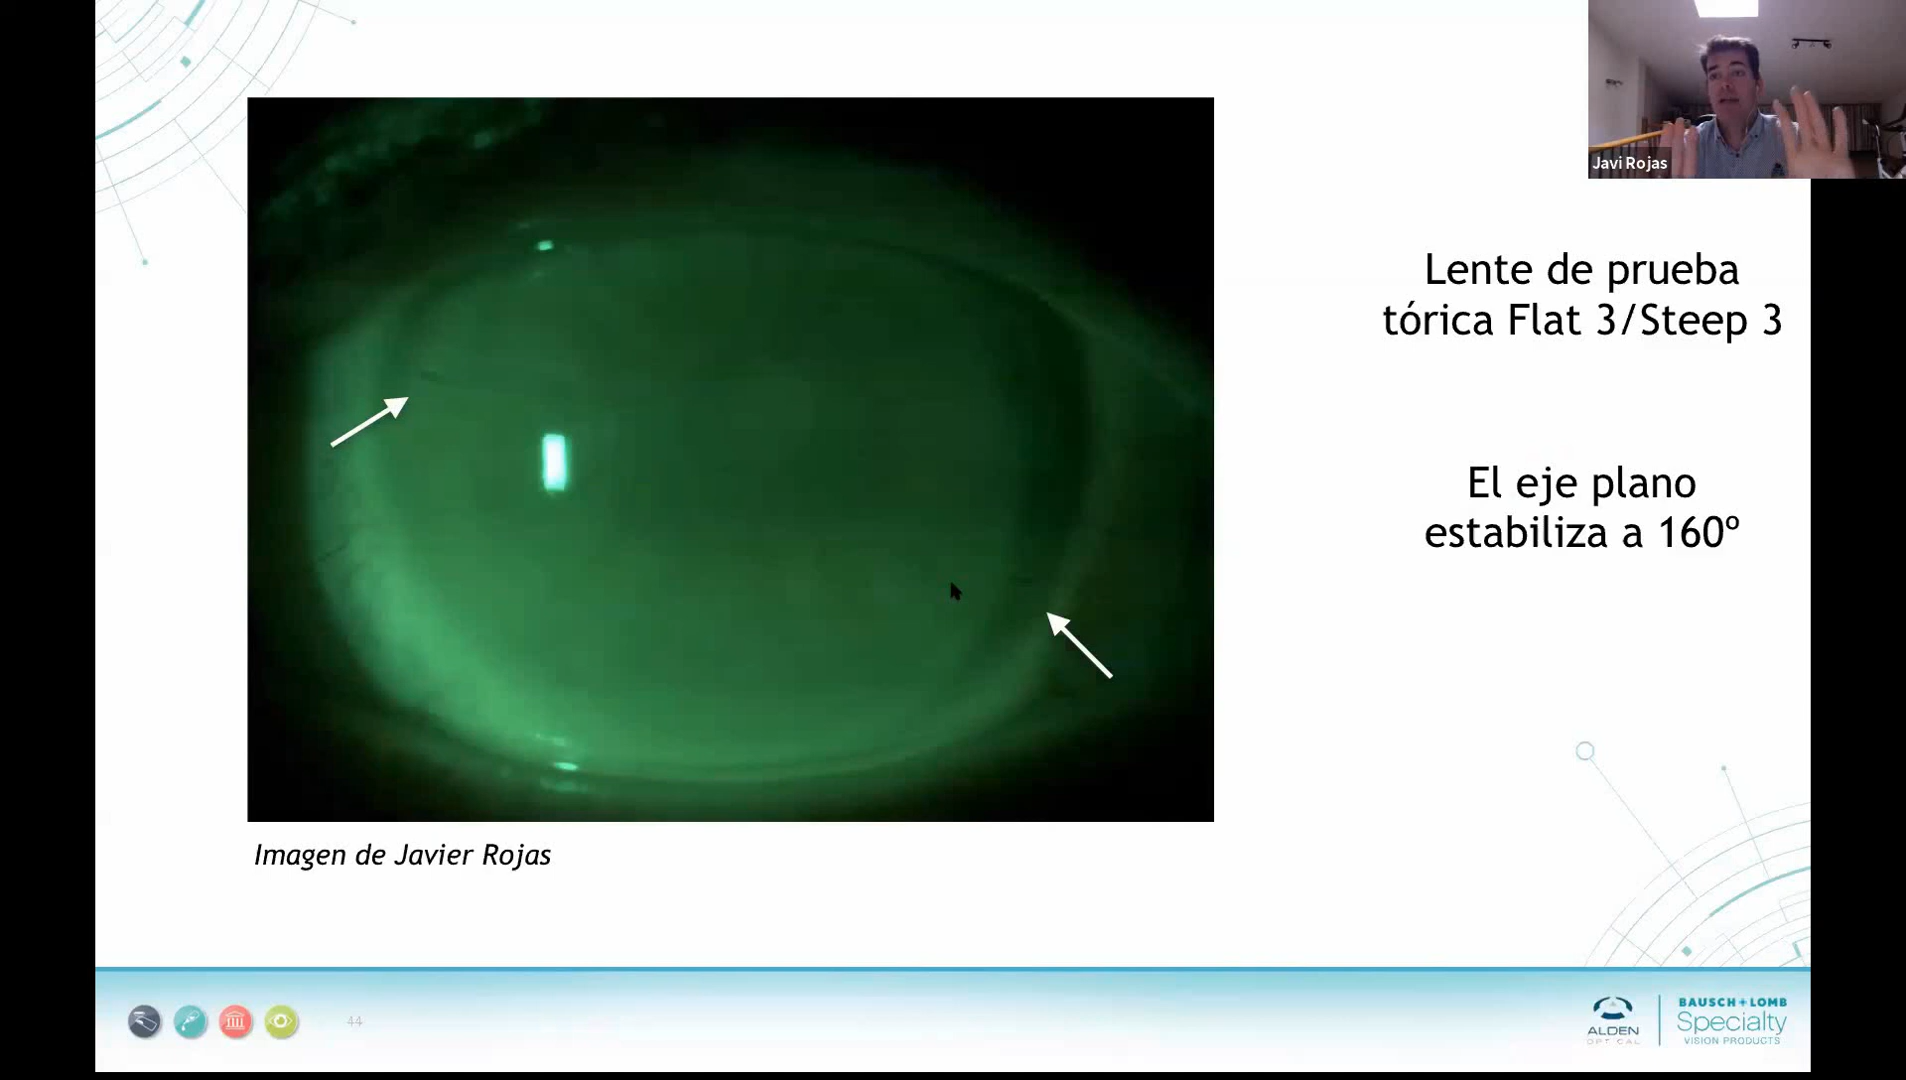 Javi Rojas
Lente de prueba
tórica Flat 3/Steep 3
El eje plano
estabiliza a 160º
Imagen de Javier Rojas
44
ALDEN
OPTICAL
BAUSCH+LOMB
Specialty
VISION PRODUCTS